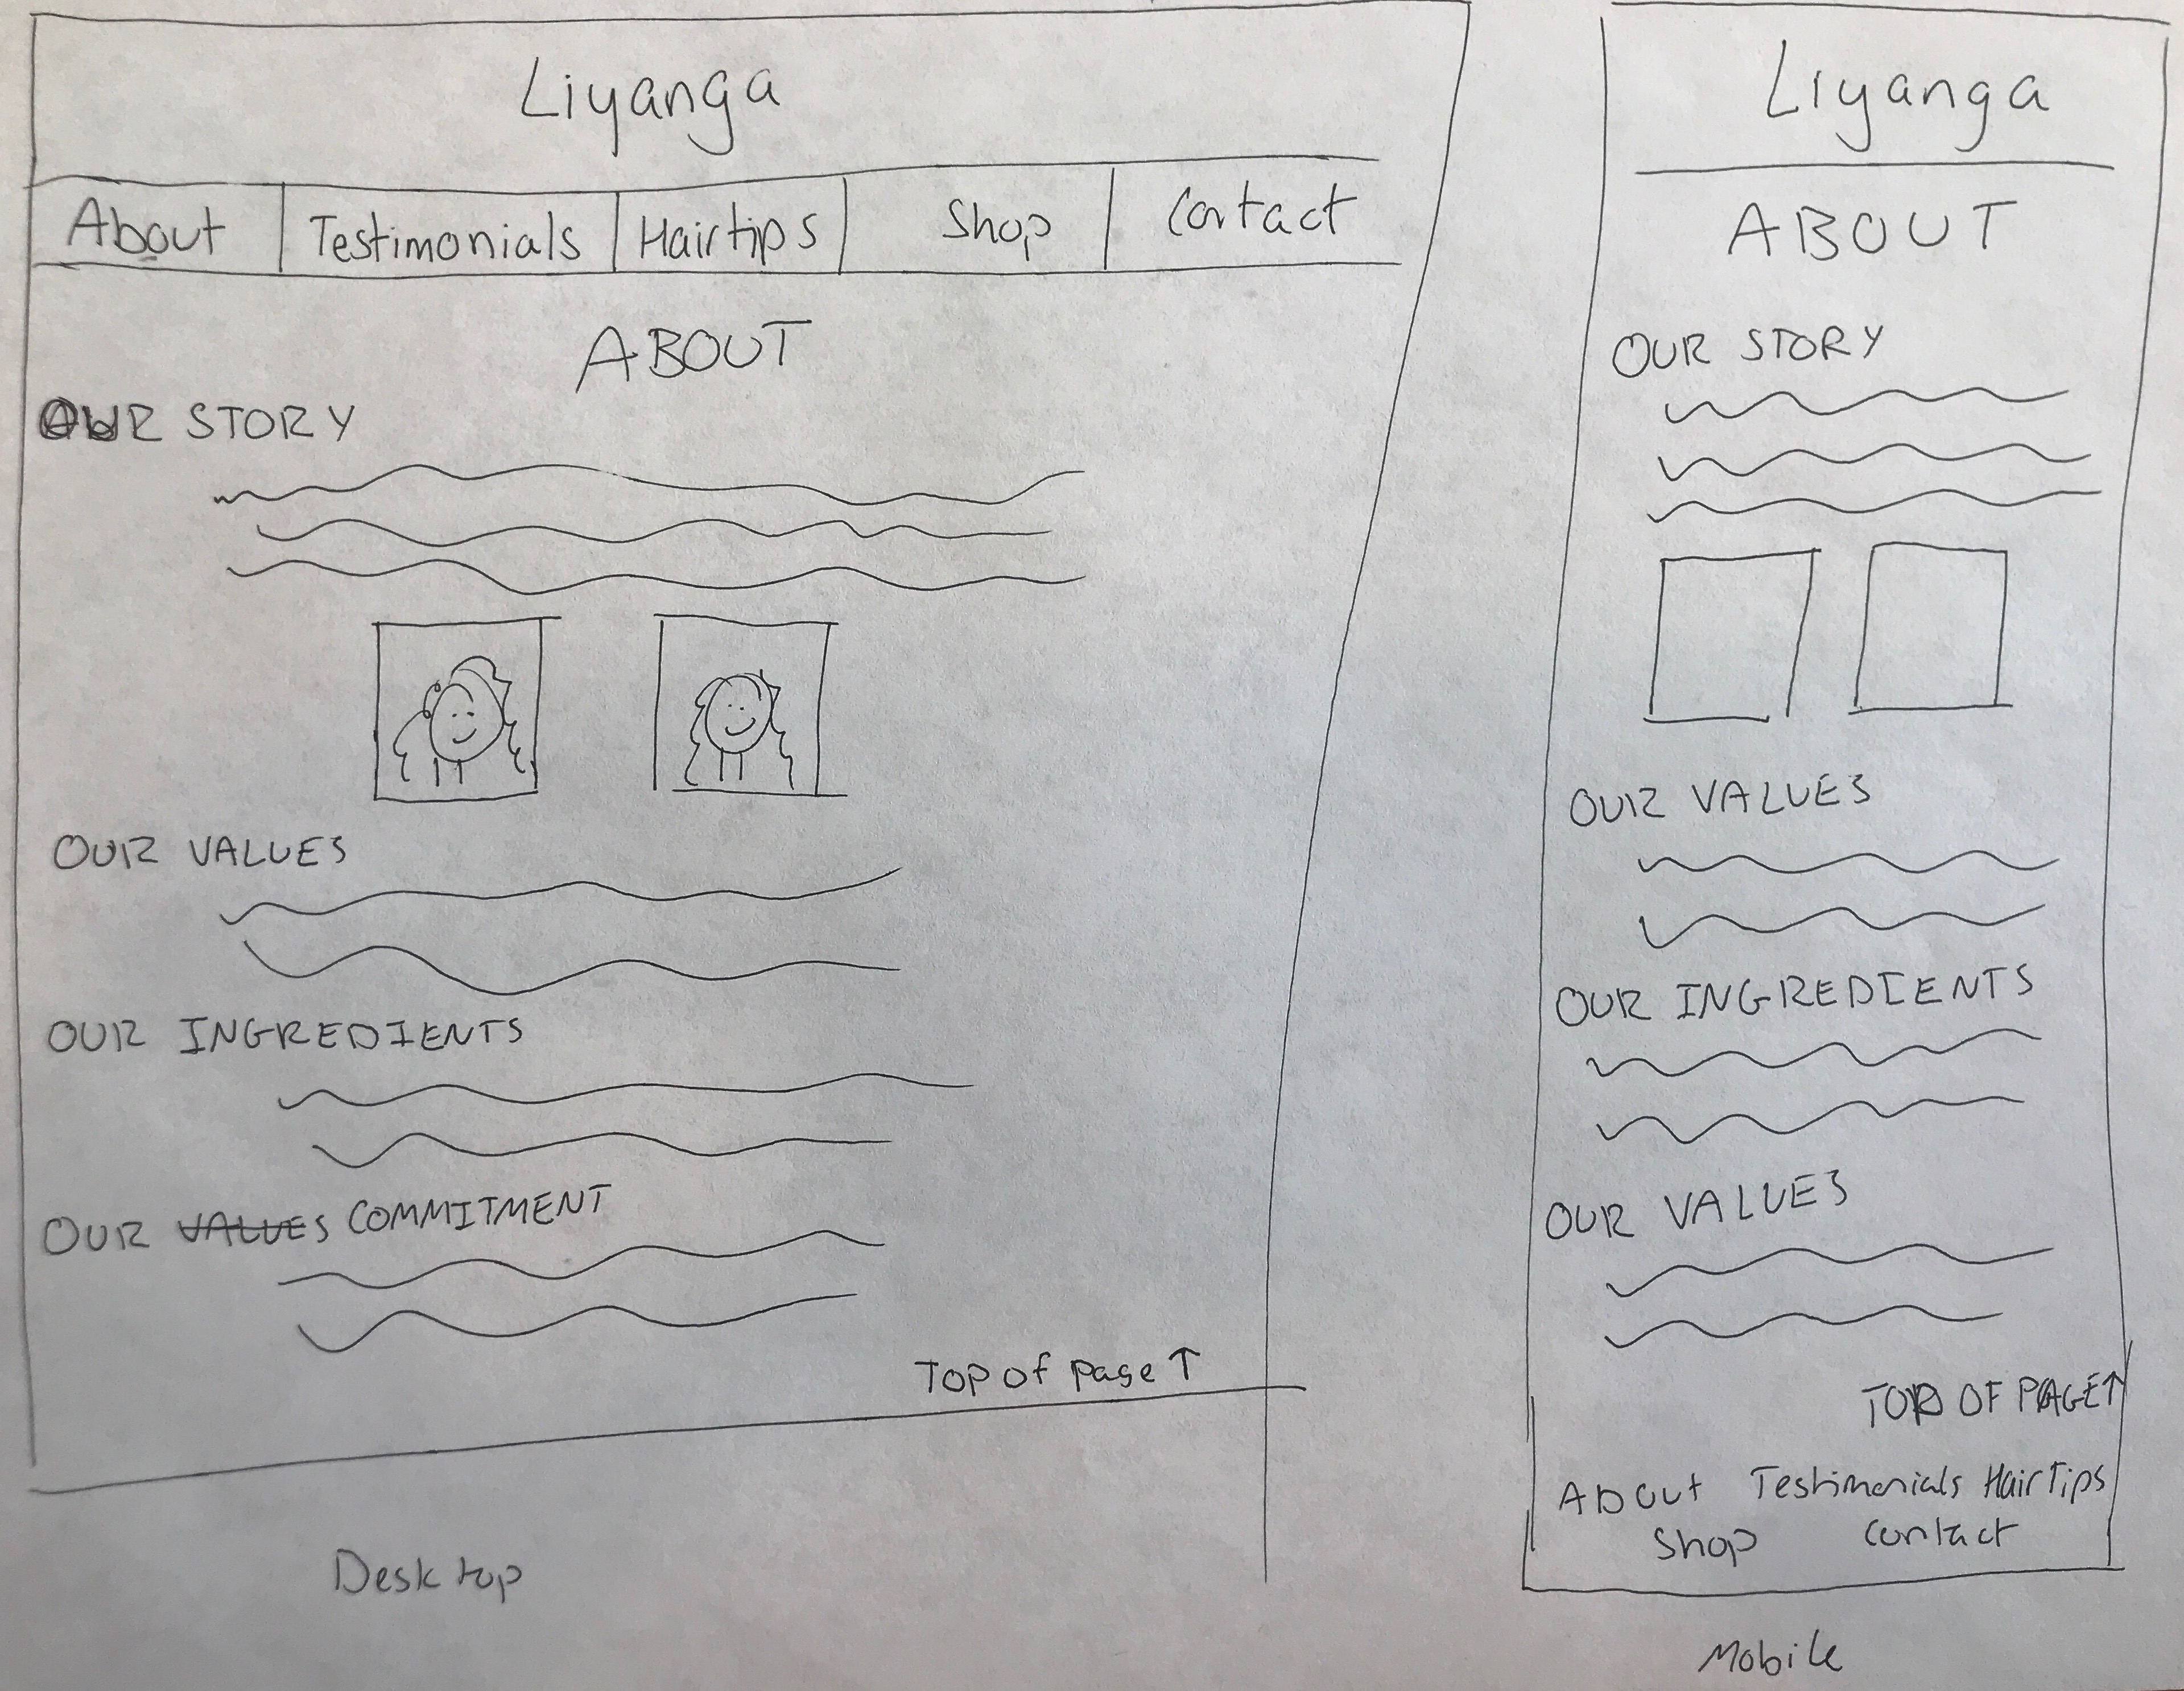 Liyanga
About Testimonials Hairtips Shop Contact
ABOUT
OUR STORY
OUR VALUES
OUR INGREDIENTS
OUR VALUES COMMITMENT
Top of page ↑
Desktop
Liyanga
ABOUT
OUR STORY
OUR VALUES
OUR INGREDIENTS
OUR VALUES
TOP OF PAGE↑
About Testimonials Hair Tips
Shop Contact
Mobile